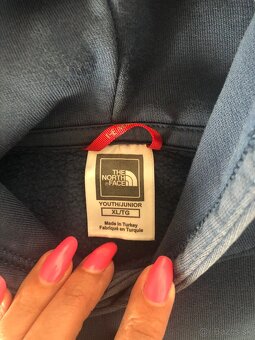 THE
NORTH
FACE
YOUTH/JUNIOR
XL/TG
Made in Turkey
Fabriqué en Turquie